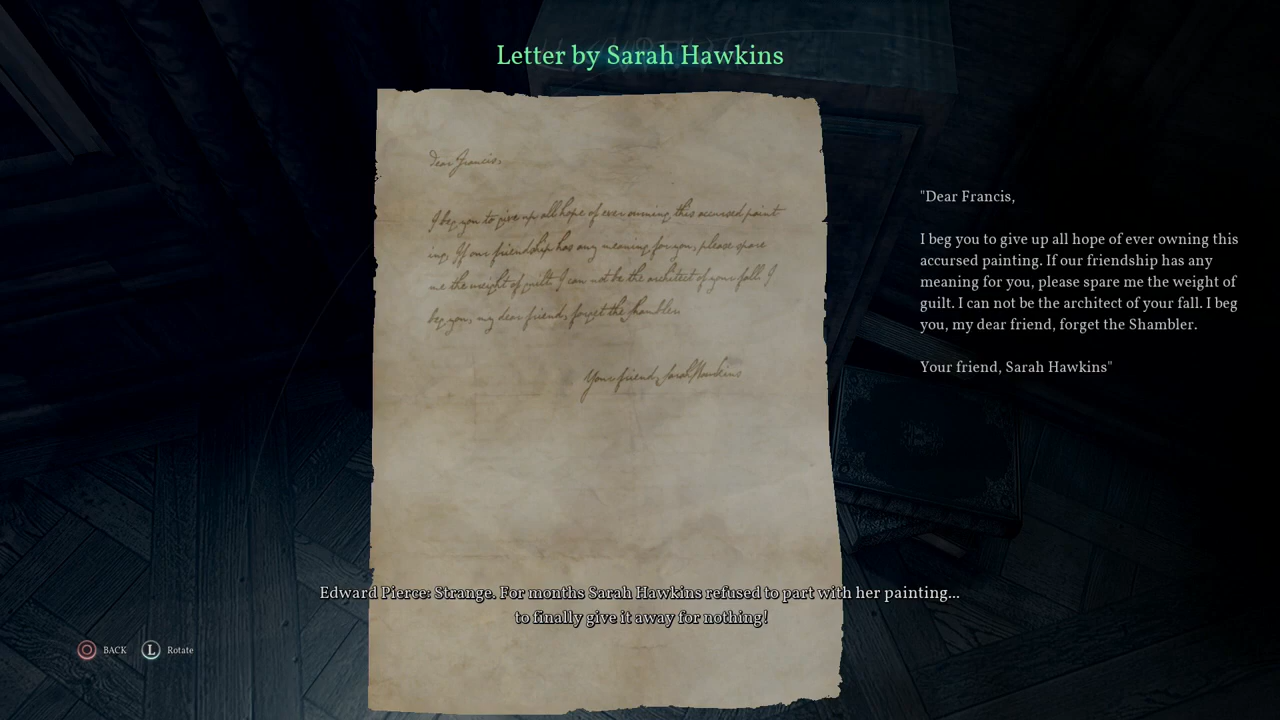 Letter by Sarah Hawkins
Dear Francis,
I beg you to give up all hope of ever owning this accursed paint
ing. If our friendship has any meaning for you, please spare
me the weight of guilt. I can not be the architect of your fall. I
beg you, my dear friend, forget the Shambler.
Your friend, Sarah Hawkins
"Dear Francis,
I beg you to give up all hope of ever owning this
accursed painting. If our friendship has any
meaning for you, please spare me the weight of
guilt. I can not be the architect of your fall. I beg
you, my dear friend, forget the Shambler.
Your friend, Sarah Hawkins"
Edward Pierce: Strange. For months Sarah Hawkins refused to part with her painting...
to finally give it away for nothing!
BACK L Rotate